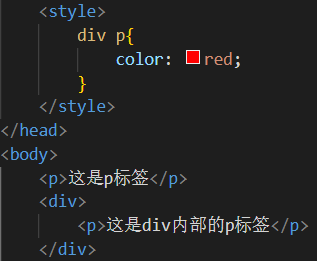 <style>
div p{
color: red;
}
</style>
</head>
<body>
<p>这是p标签</p>
<div>
<p>这是div内部的p标签</p>
</div>